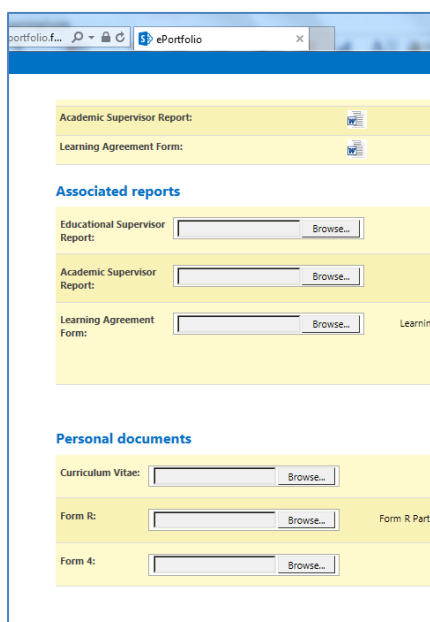 portfolio.f...
ePortfolio
Academic Supervisor Report:
Learning Agreement Form:
Associated reports
Educational Supervisor
Report:
Browse...
Academic Supervisor
Report:
Browse...
Learning Agreement
Form:
Browse...
Learnin
Personal documents
Curriculum Vitae:
Browse...
Form R:
Browse...
Form R Part
Form 4:
Browse...